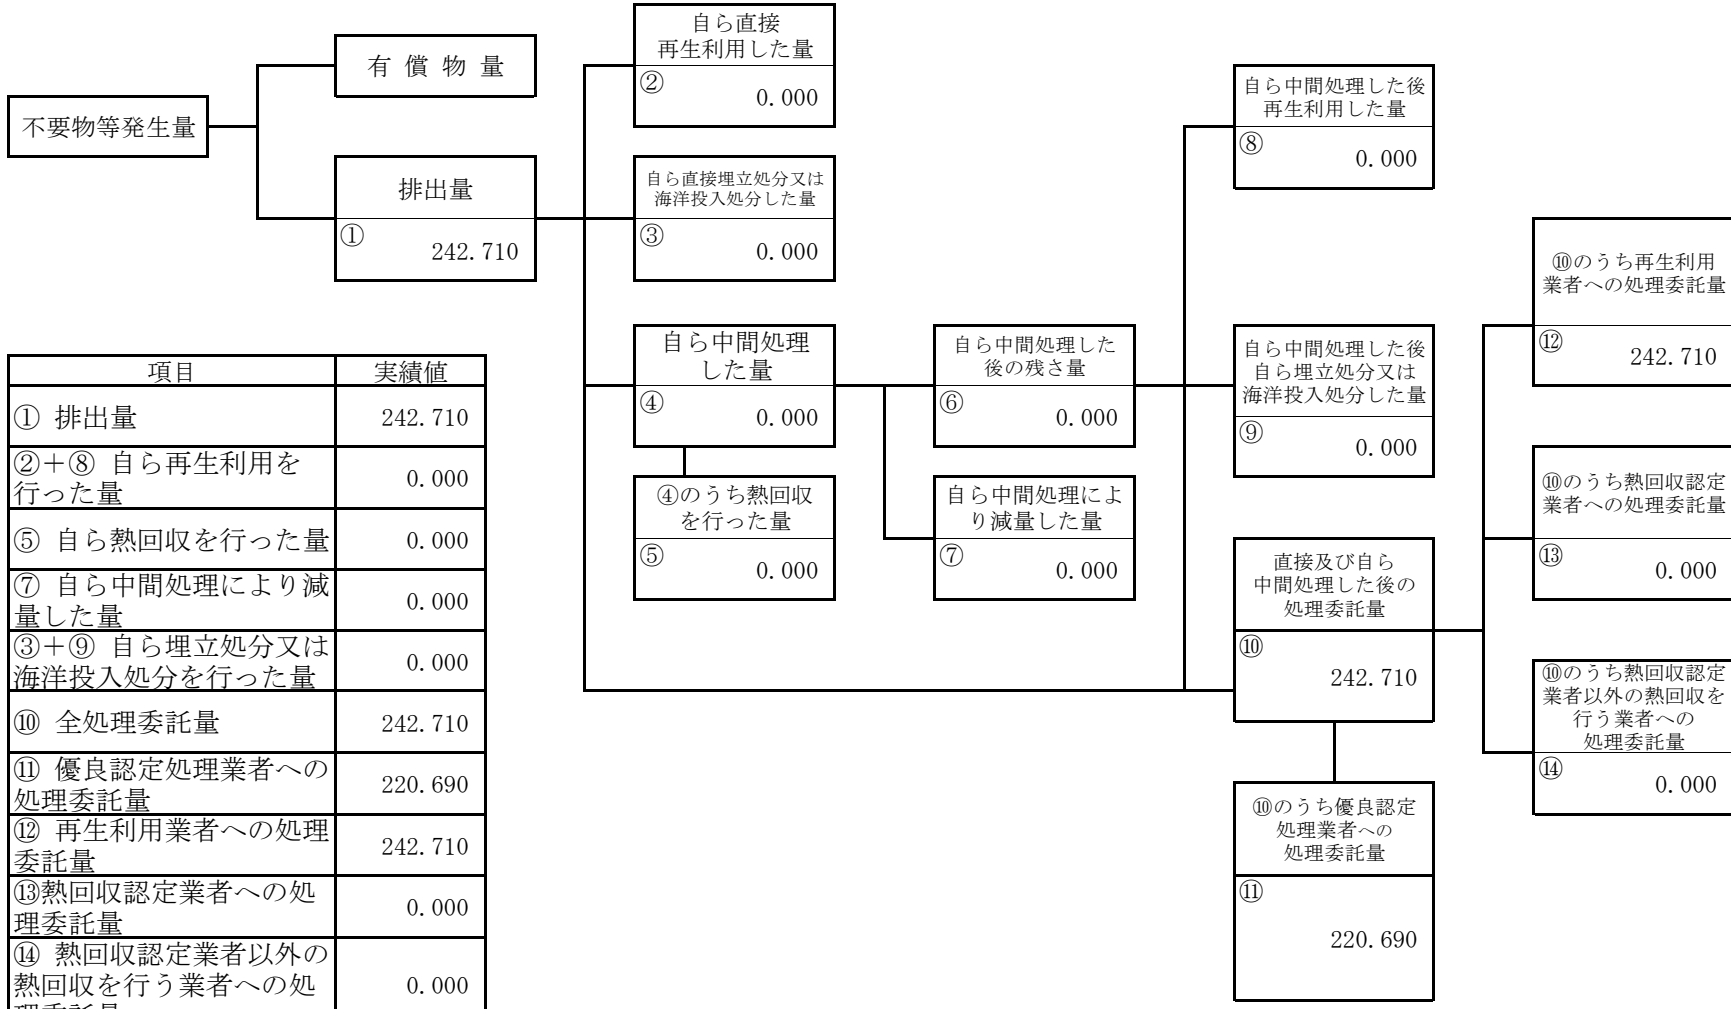 不要物等発生量
有 償 物 量
排出量
①
242.710
自ら直接
再生利用した量
②
0.000
自ら直接埋立処分又は
海洋投入処分した量
③
0.000
自ら中間処理
した量
④
0.000
④のうち熱回収
を行った量
⑤
0.000
自ら中間処理した
後の残さ量
⑥
0.000
自ら中間処理によ
り減量した量
⑦
0.000
自ら中間処理した後
再生利用した量
⑧
0.000
自ら中間処理した後
自ら埋立処分又は
海洋投入処分した量
⑨
0.000
直接及び自ら
中間処理した後の
処理委託量
⑩
242.710
⑩のうち優良認定
処理業者への
処理委託量
⑪
220.690
⑩のうち再生利用
業者への処理委託量
⑫
242.710
⑩のうち熱回収認定
業者への処理委託量
⑬
0.000
⑩のうち熱回収認定
業者以外の熱回収を
行う業者への
処理委託量
⑭
0.000
項目 実績値
① 排出量 242.710
②＋⑧ 自ら再生利用を
行った量
0.000
⑤ 自ら熱回収を行った量 0.000
⑦ 自ら中間処理により減
量した量
0.000
③＋⑨ 自ら埋立処分又は
海洋投入処分を行った量
0.000
⑩ 全処理委託量 242.710
⑪ 優良認定処理業者への
処理委託量
220.690
⑫ 再生利用業者への処理
委託量
242.710
⑬熱回収認定業者への処
理委託量
0.000
⑭ 熱回収認定業者以外の
熱回収を行う業者への処
0.000